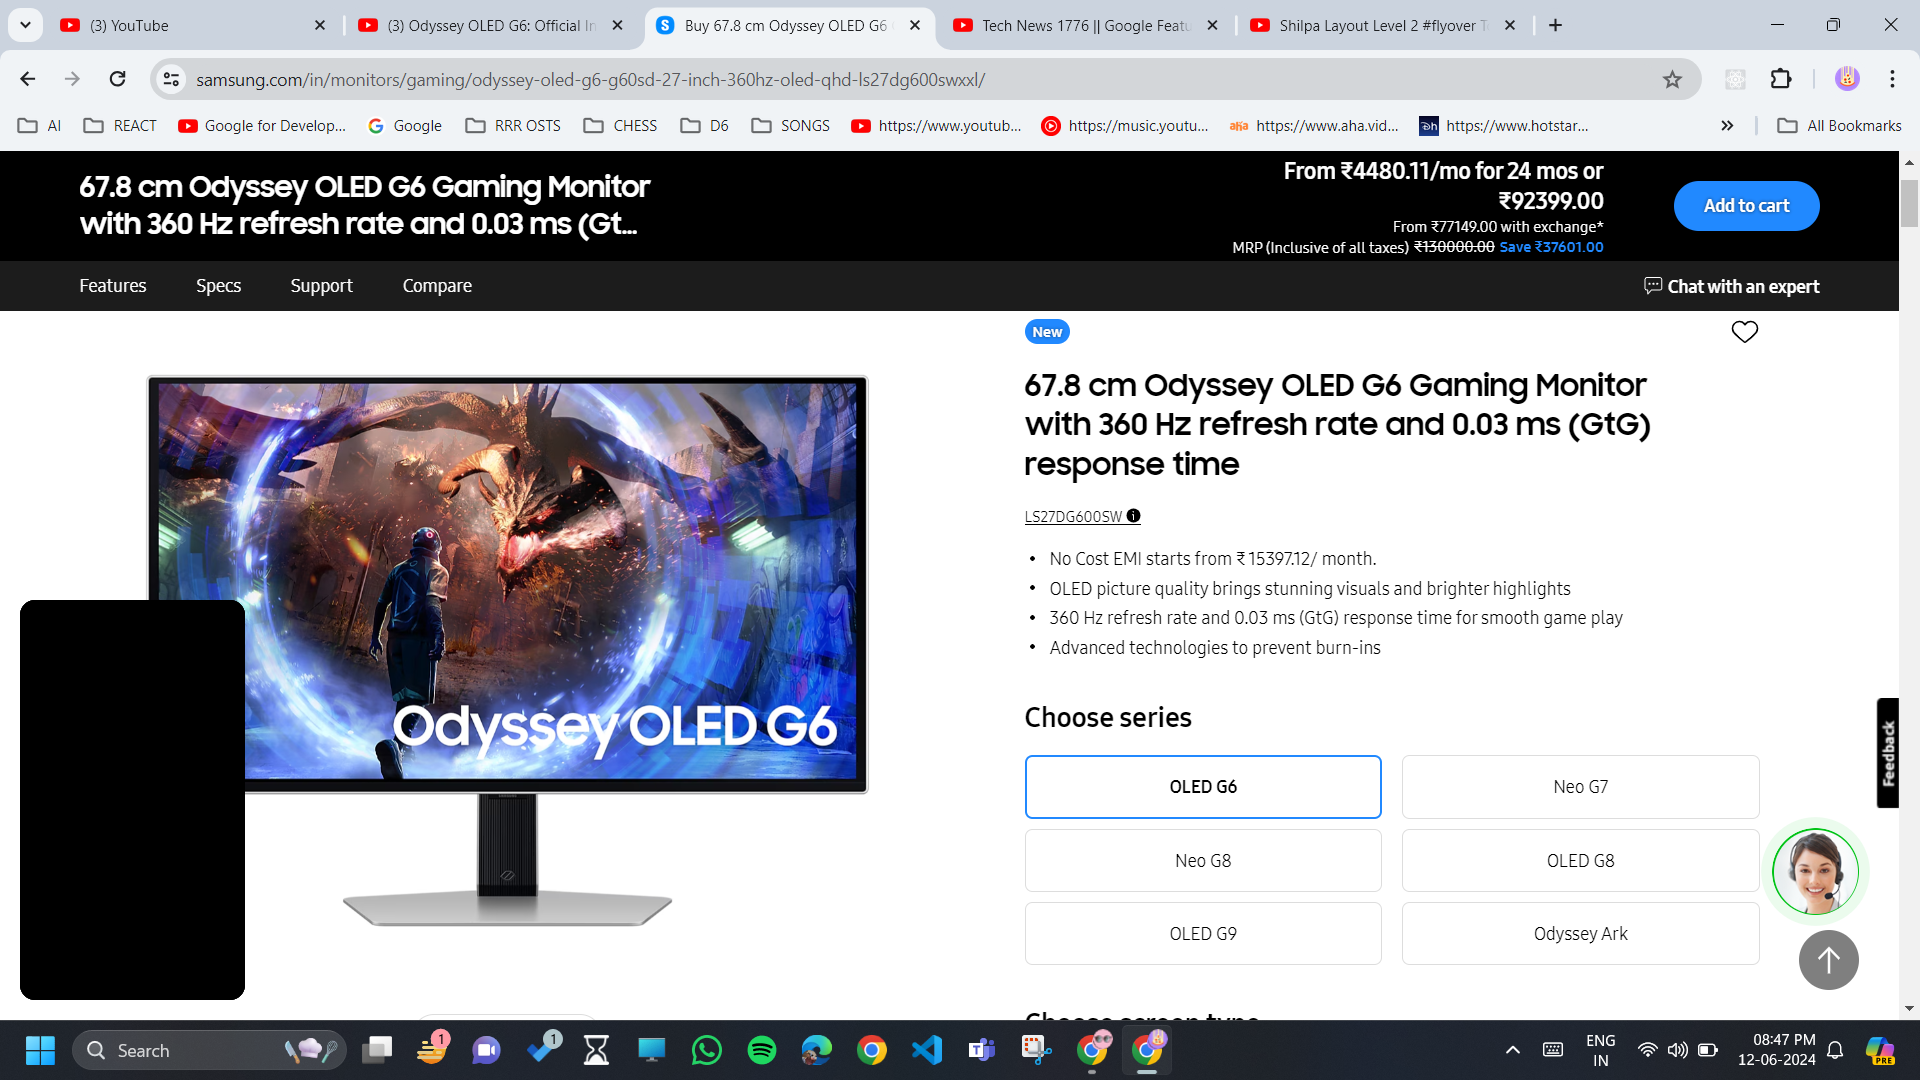 (3) YouTube
(3) Odyssey OLED G6: Official In
Buy 67.8 cm Odyssey OLED G6
Tech News 1776 || Google Featu
Shilpa Layout Level 2 #flyover
samsung.com/in/monitors/gaming/odyssey-oled-g6-g60sd-27-inch-360hz-oled-qhd-ls27dg600swxxl/
AI
REACT
Google for Develop...
Google
RRR OSTS
CHESS
D6
SONGS
https://www.youtub...
https://music.youtu...
aha
https://www.aha.vid...
https://www.hotstar...
All Bookmarks
67.8 cm Odyssey OLED G6 Gaming Monitor
with 360 Hz refresh rate and 0.03 ms (Gt...
From ₹4480.11/mo for 24 mos or
₹92399.00
From ₹77149.00 with exchange*
MRP (Inclusive of all taxes) ₹130000.00 Save ₹37601.00
Add to cart
Features
Specs
Support
Compare
Chat with an expert
New
67.8 cm Odyssey OLED G6 Gaming Monitor
with 360 Hz refresh rate and 0.03 ms (GtG)
response time
LS27DG600SW
• No Cost EMI starts from ₹ 15397.12/ month.
• OLED picture quality brings stunning visuals and brighter highlights
• 360 Hz refresh rate and 0.03 ms (GtG) response time for smooth game play
• Advanced technologies to prevent burn-ins
Odyssey OLED G6
Choose series
OLED G6
Neo G7
Neo G8
OLED G8
OLED G9
Odyssey Ark
Feedback
Choose screen type
Search
1
1
ENG
IN
08:47 PM
12-06-2024
PRE